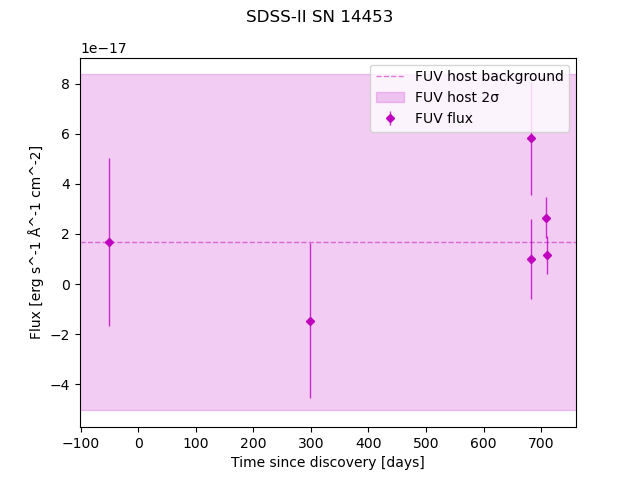 SDSS-II SN 14453
1e−17
FUV host background
FUV host 2σ
FUV flux
8
6
4
2
0
−2
−4
Flux [erg s^-1 Å^-1 cm^-2]
−100 0 100 200 300 400 500 600 700
Time since discovery [days]